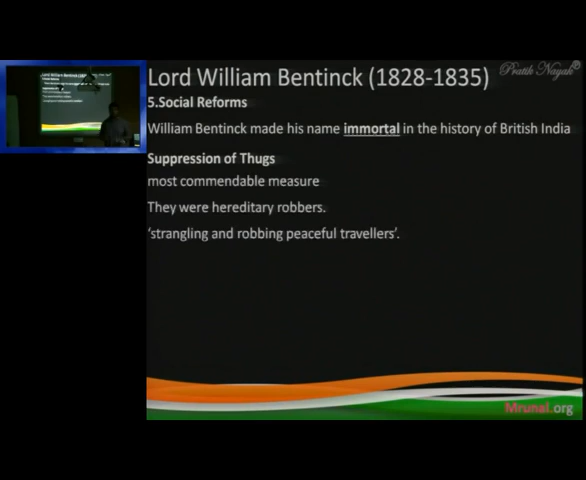 Lord William Bentinck (1828-1835)
Pratik Nayak
5.Social Reforms
William Bentinck made his name immortal in the history of British India
Suppression of Thugs
most commendable measure
They were hereditary robbers.
‘strangling and robbing peaceful travellers’.
Mrunal.org